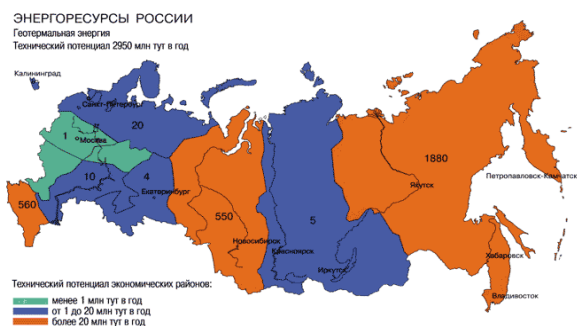 ЭНЕРГОРЕСУРСЫ РОССИИ
Геотермальная энергия
Технический потенциал 2950 млн тут в год
Калининград
Санкт-Петербург
20
1
Москва
1880
10
4
Екатеринбург
Якутск
Петропавловск-Камчатск
560
550
5
Новосибирск
Красноярск
Иркутск
Хабаровск
Владивосток
Технический потенциал экономических районов:
менее 1 млн тут в год
от 1 до 20 млн тут в год
более 20 млн тут в год